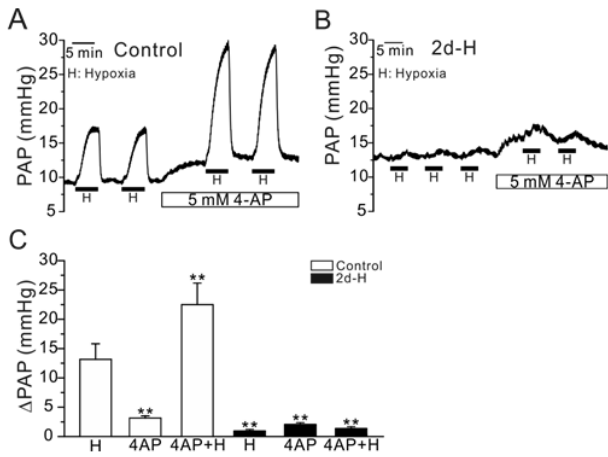 A
5 min Control
H: Hypoxia
PAP (mmHg)
30
25
20
15
10
5
H
H
H
H
5 mM 4-AP
B
5 min 2d-H
H: Hypoxia
PAP (mmHg)
30
25
20
15
10
5
H
H
H
H
H
5 mM 4-AP
C
ΔPAP (mmHg)
30
25
20
15
10
5
0
Control
2d-H
**
**
**
**
**
H 4AP 4AP+H H 4AP 4AP+H